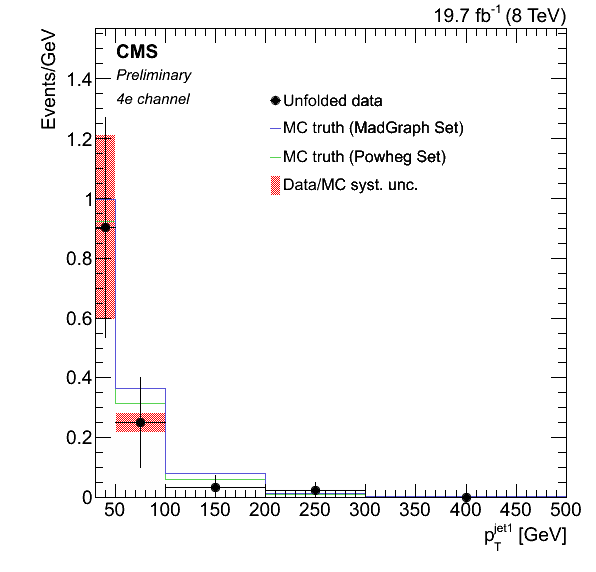 19.7 fb⁻¹ (8 TeV)
Events/GeV
CMS
Preliminary
4e channel
Unfolded data
MC truth (MadGraph Set)
MC truth (Powheg Set)
Data/MC syst. unc.
1.4
1.2
1
0.8
0.6
0.4
0.2
0
50 100 150 200 250 300 350 400 450 500
p_T^jet1 [GeV]